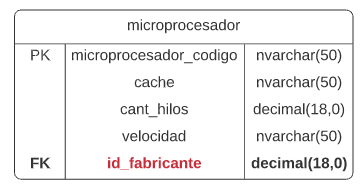 microprocesador
PK microprocesador_codigo nvarchar(50)
cache nvarchar(50)
cant_hilos decimal(18,0)
velocidad nvarchar(50)
FK id_fabricante decimal(18,0)